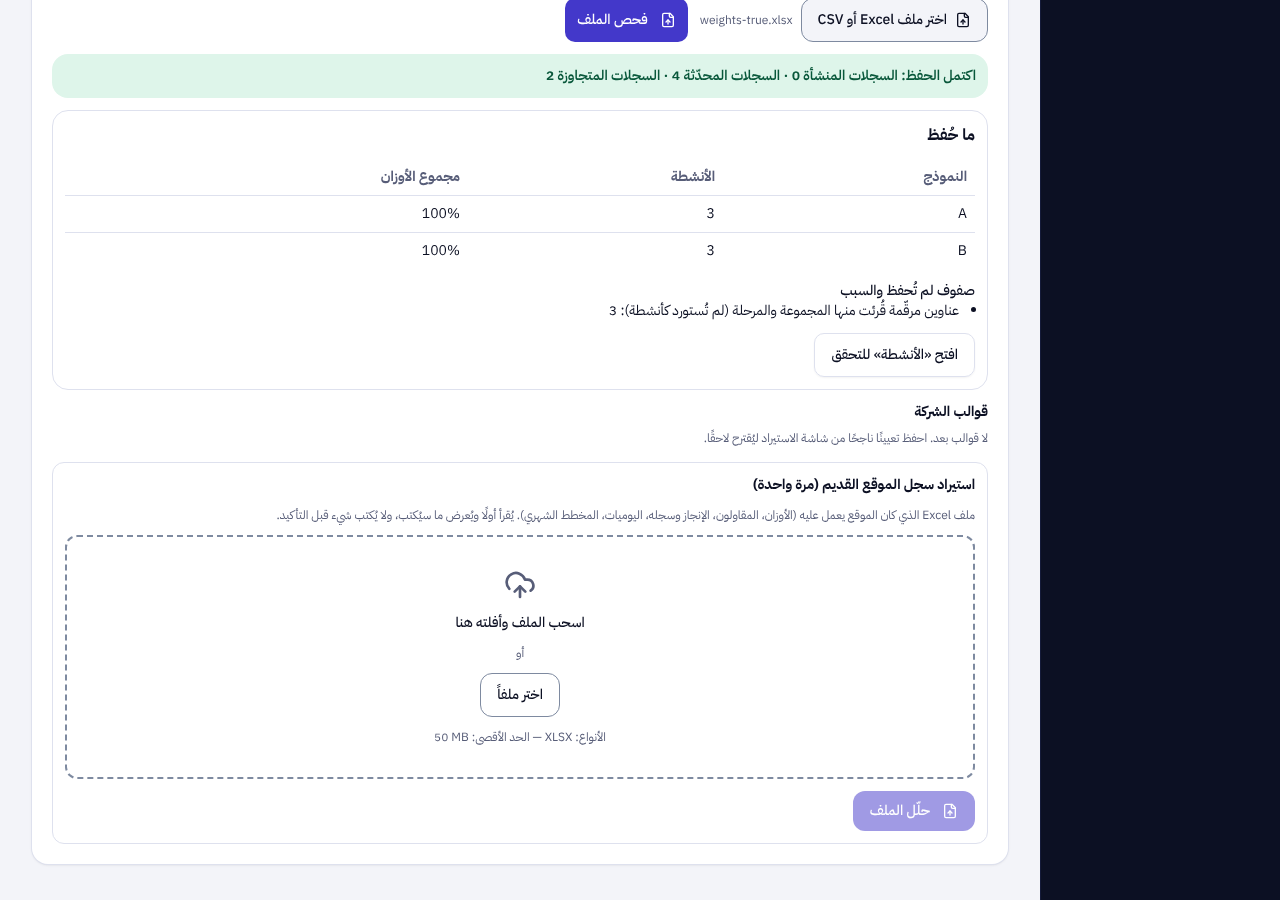 اختر ملف Excel أو CSV weights-true.xlsx فحص الملف
اكتمل الحفظ: السجلات المنشأة 0 · السجلات المحدّثة 4 · السجلات المتجاوزة 2
ما حُفظ
النموذج الأنشطة مجموع الأوزان
A 3 100%
B 3 100%
صفوف لم تُحفظ والسبب
• عناوين مرقّمة قُرئت منها المجموعة والمرحلة (لم تُستورد كأنشطة): 3
افتح «الأنشطة» للتحقق
قوالب الشركة
لا قوالب بعد. احفظ تعيينًا ناجحًا من شاشة الاستيراد ليُقترح لاحقًا.
استيراد سجل الموقع القديم (مرة واحدة)
ملف Excel الذي كان الموقع يعمل عليه (الأوزان، المقاولون، الإنجاز وسجله، اليوميات، المخطط الشهري). يُقرأ أولًا ويُعرض ما سيُكتب، ولا يُكتب شيء قبل التأكيد.
اسحب الملف وأفلته هنا
أو
اختر ملفاً
الأنواع: XLSX — الحد الأقصى: 50 MB
حلّل الملف